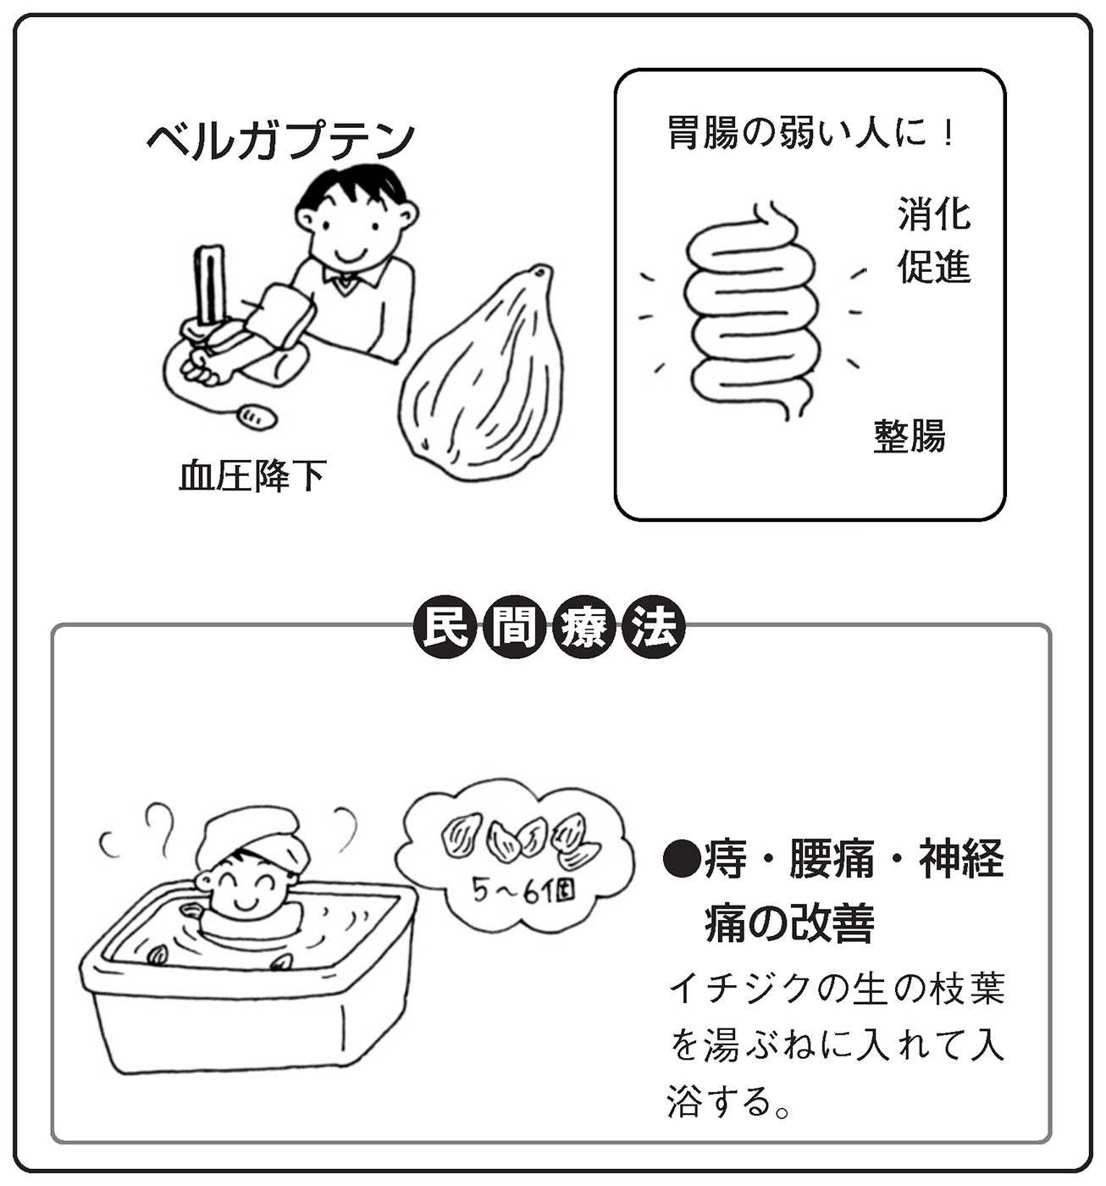 ベルガプテン
血圧降下
胃腸の弱い人に！
消化
促進
整腸
民間療法
5〜6個
●痔・腰痛・神経
痛の改善
イチジクの生の枝葉
を湯ぶねに入れて入
浴する。